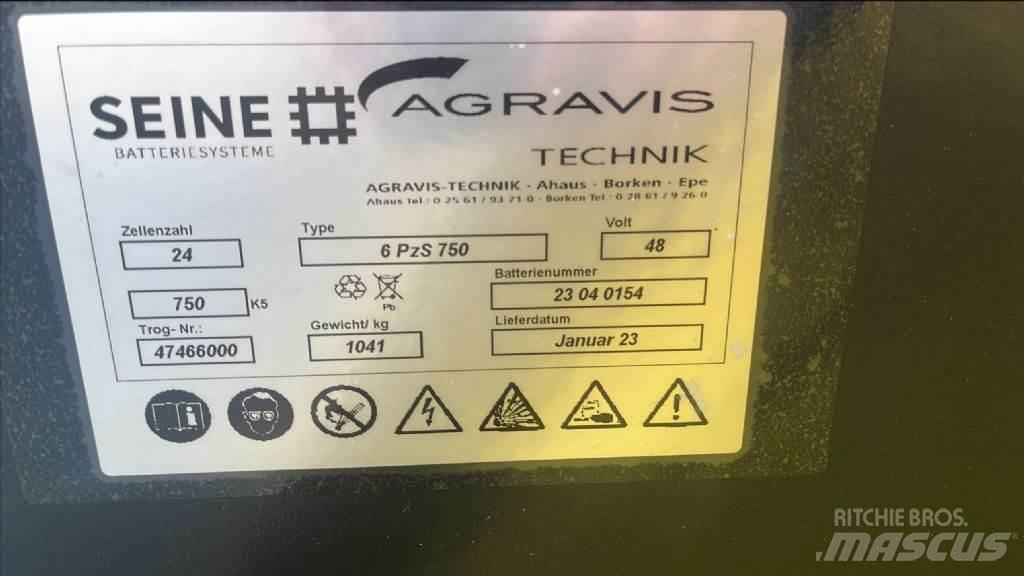 SEINE
BATTERIESYSTEME
AGRAVIS
TECHNIK
AGRAVIS-TECHNIK · Ahaus · Borken · Epe
Ahaus Tel.: 0 25 61 / 93 71 0 · Borken Tel.: 0 28 61 / 9 26 0
Zellenzahl
24
Type
6 PzS 750
Volt
48
750 K5
Pb
Batterienummer
23 04 0154
Trog- Nr.:
47466000
Gewicht/ kg
1041
Lieferdatum
Januar 23
RITCHIE BROS.
MASCUS